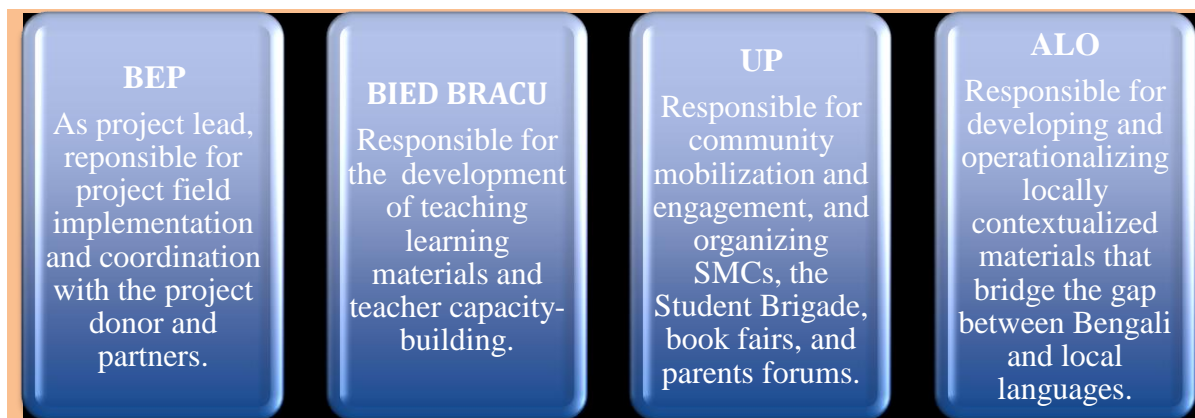 BEP
As project lead,
reponsible for
project field
implementation
and coordination
with the project
donor and
partners.
BIED BRACU
Responsible for
the development
of teaching
learning
materials and
teacher capacity-
building.
UP
Responsible for
community
mobilization and
engagement, and
organizing
SMCs, the
Student Brigade,
book fairs, and
parents forums.
ALO
Responsible for
developing and
operationalizing
locally
contextualized
materials that
bridge the gap
between Bengali
and local
languages.